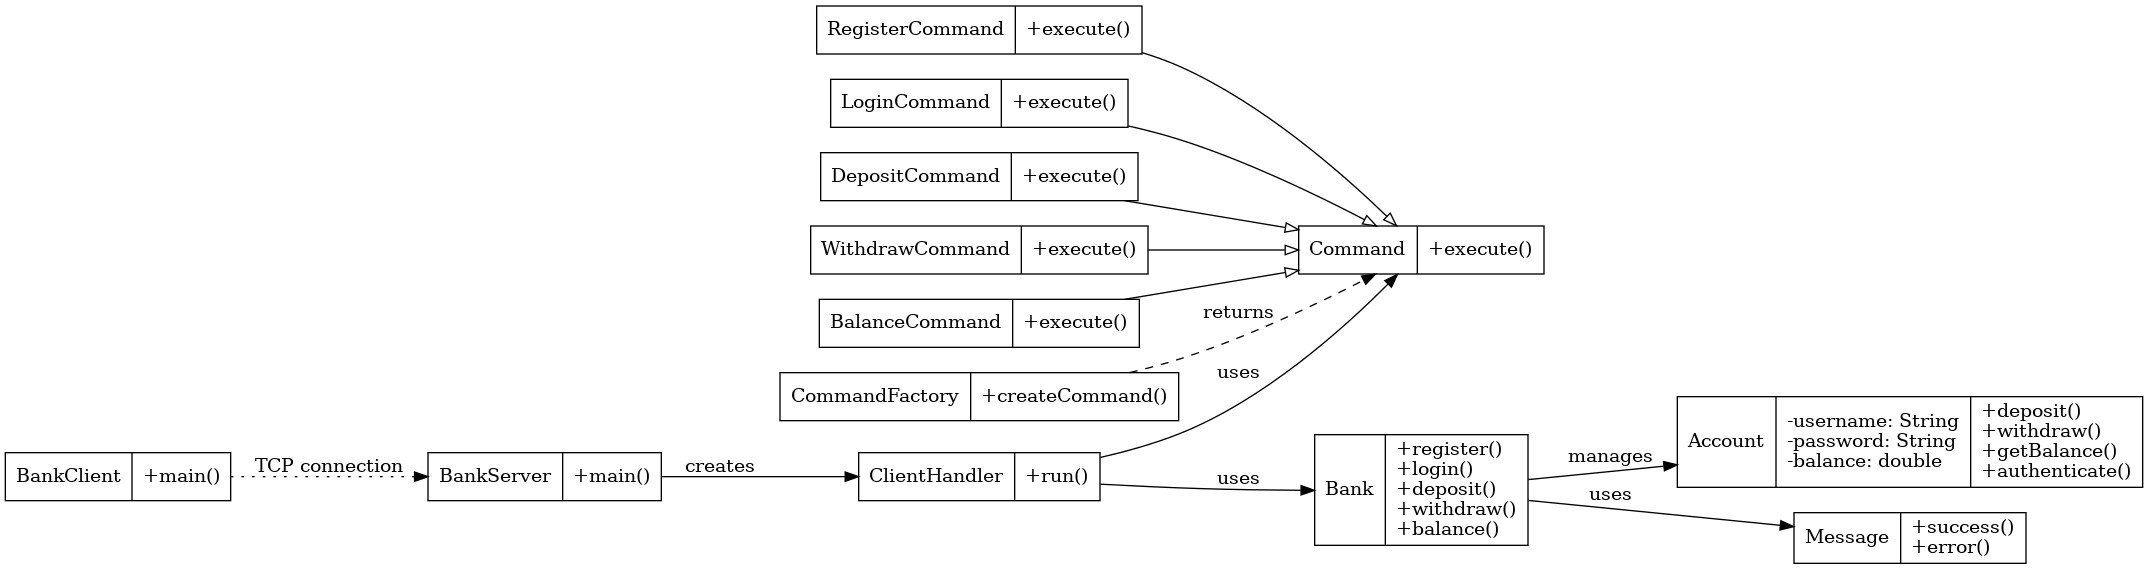 RegisterCommand
+execute()
LoginCommand
+execute()
DepositCommand
+execute()
WithdrawCommand
+execute()
Command
+execute()
BalanceCommand
+execute()
returns
uses
CommandFactory
+createCommand()
BankClient
+main()
TCP connection
BankServer
+main()
creates
ClientHandler
+run()
uses
Bank
+register()
+login()
+deposit()
+withdraw()
+balance()
manages
uses
Account
-username: String
-password: String
-balance: double
+deposit()
+withdraw()
+getBalance()
+authenticate()
Message
+success()
+error()